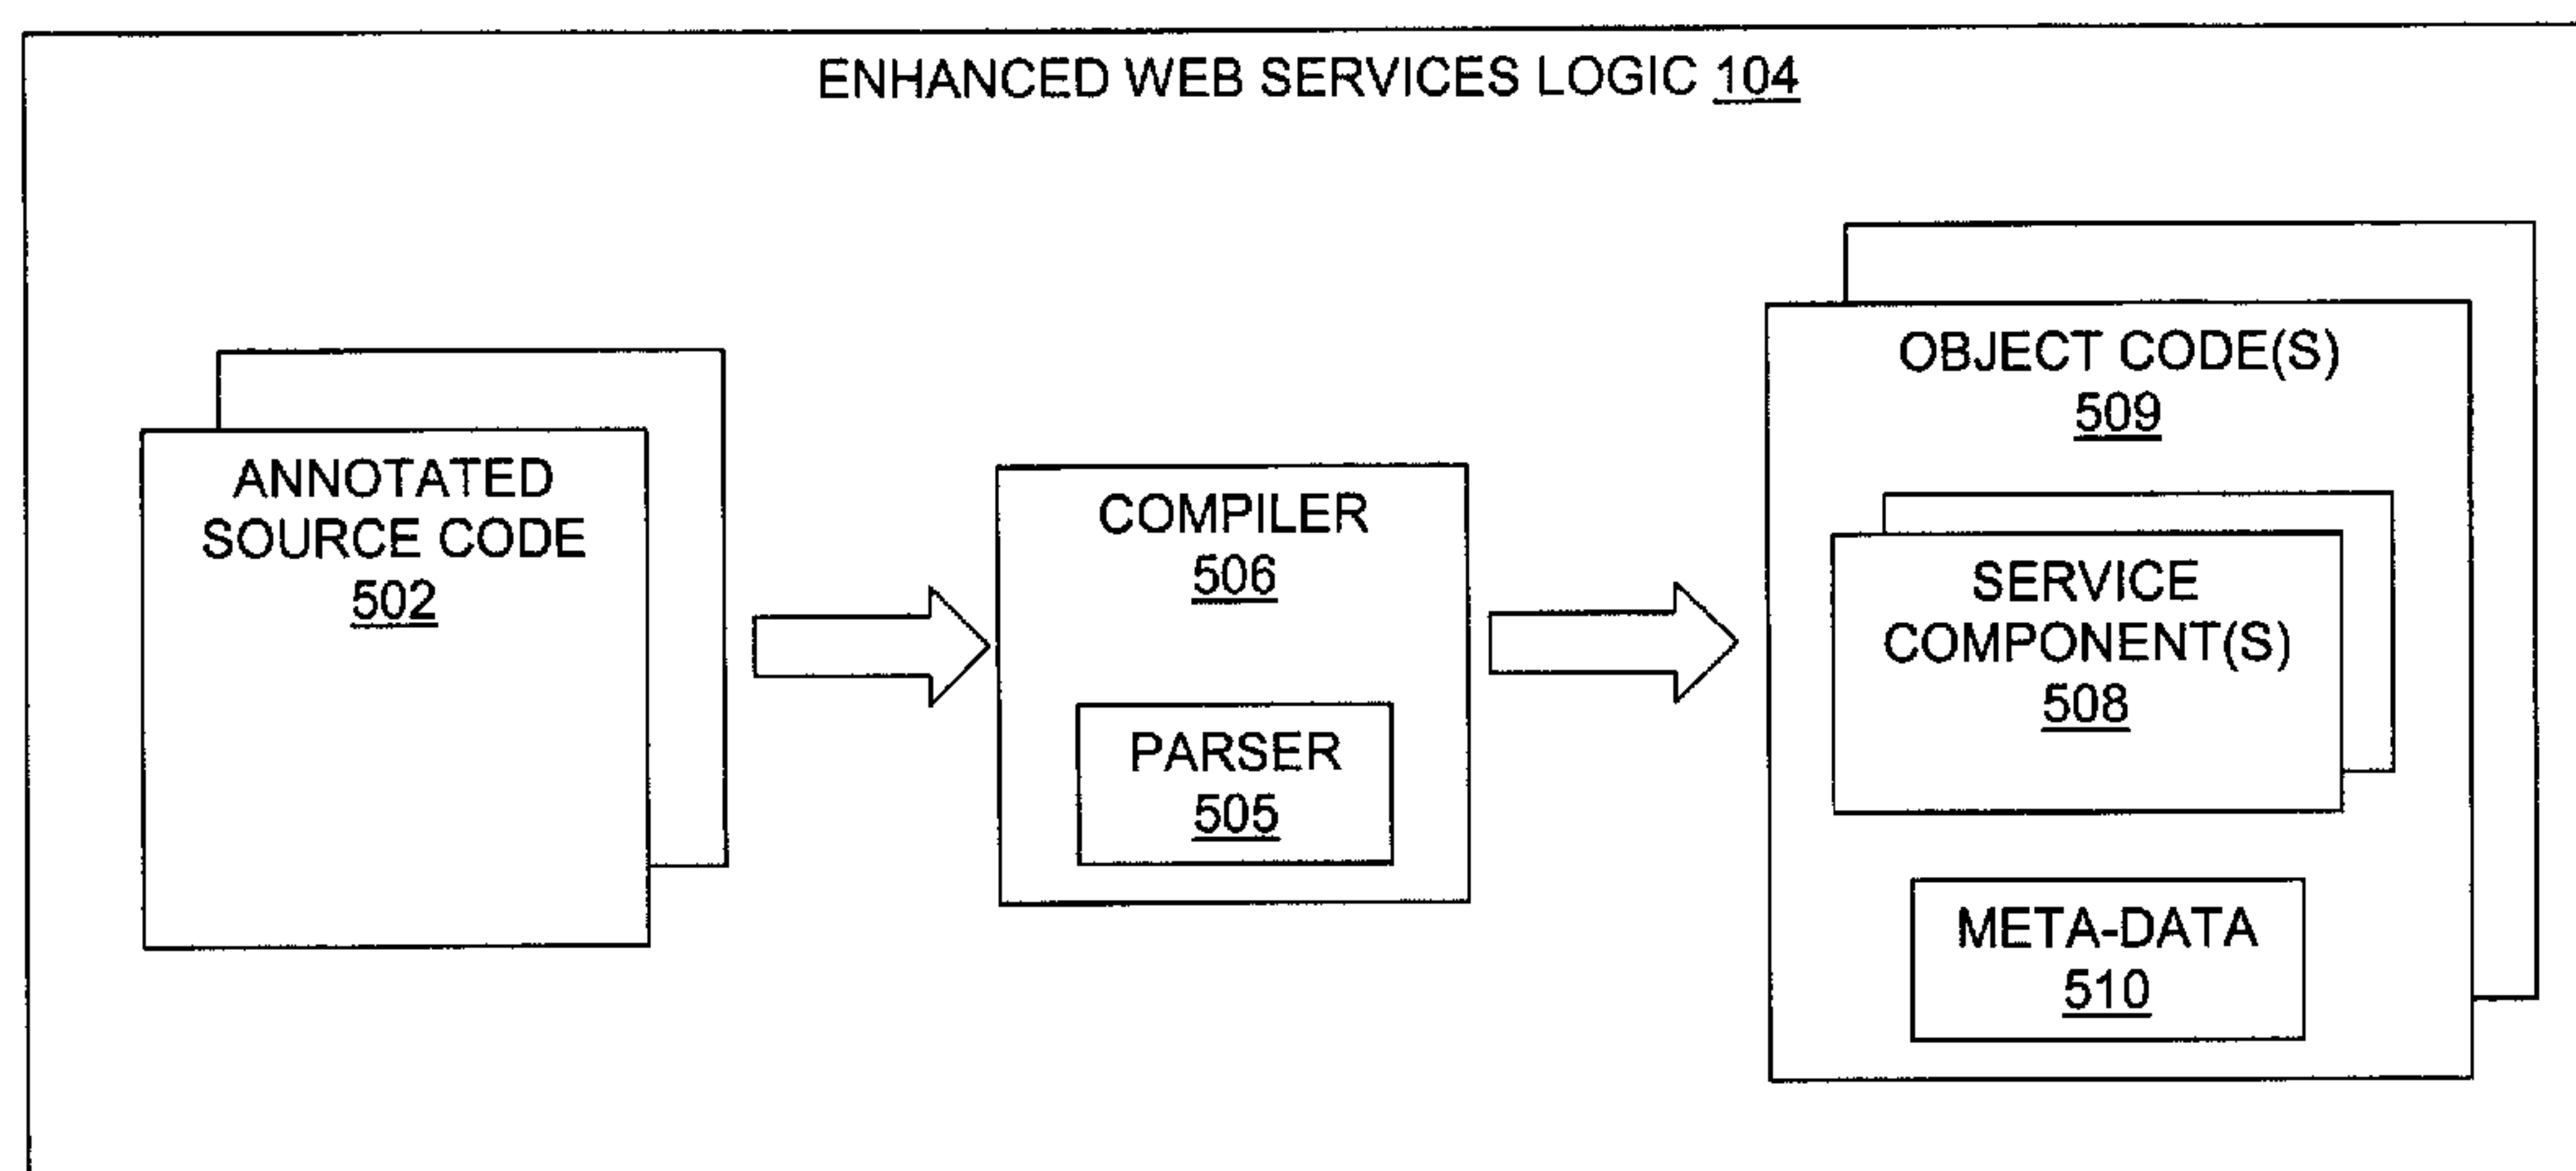 ENHANCED WEB SERVICES LOGIC 104
ANNOTATED
SOURCE CODE
502
COMPILER
506
PARSER
505
OBJECT CODE(S)
509
SERVICE
COMPONENT(S)
508
META-DATA
510